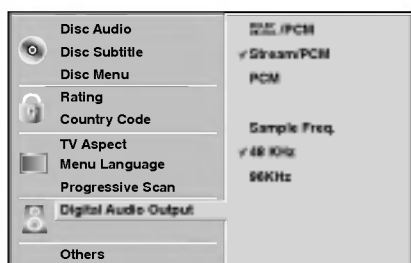 Disc Audio
Disc Subtitle
Disc Menu
Rating
Country Code
TV Aspect
Menu Language
Progressive Scan
Digital Audio Output
Others
/PCM
Stream/PCM
PCM
Sample Freq.
48 KHz
96KHz